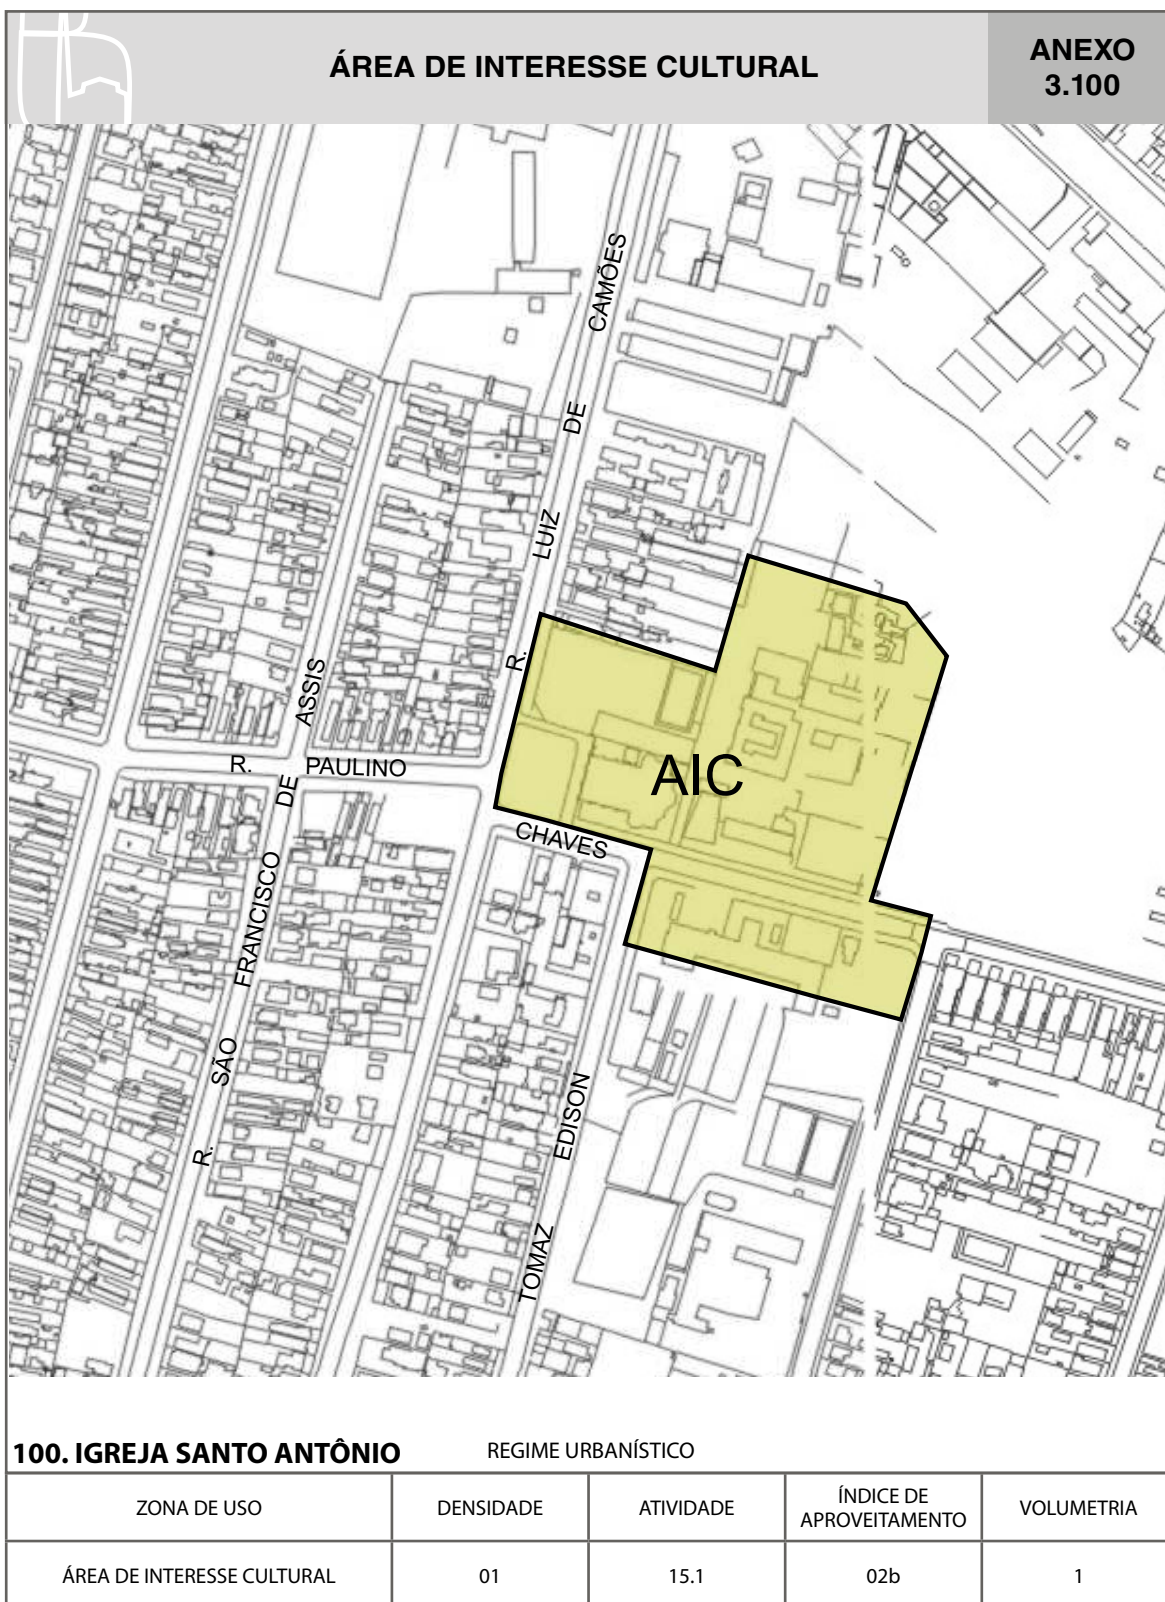 ÁREA DE INTERESSE CULTURAL
ANEXO
3.100
R. LUIZ DE CAMÕES
R. SÃO FRANCISCO DE ASSIS
R. PAULINO CHAVES
TOMAZ EDISON
AIC
100. IGREJA SANTO ANTÔNIO
REGIME URBANÍSTICO
ZONA DE USO
DENSIDADE
ATIVIDADE
ÍNDICE DE
APROVEITAMENTO
VOLUMETRIA
ÁREA DE INTERESSE CULTURAL
01
15.1
02b
1